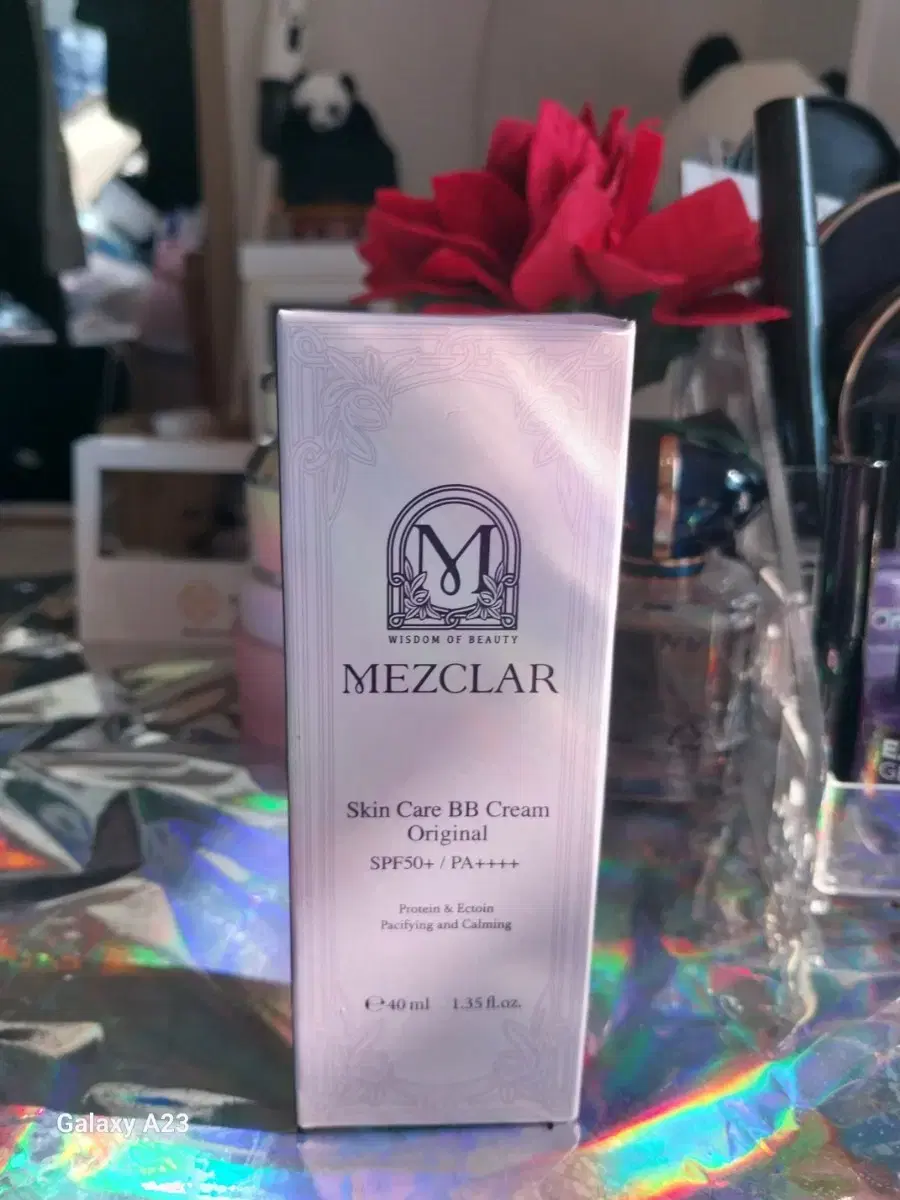 M
WISDOM OF BEAUTY
MEZCLAR
Skin Care BB Cream
Original
SPF50+ / PA++++
Protein & Ectoin
Pacifying and Calming
℮ 40 ml 1.35 fl.oz.
Galaxy A23